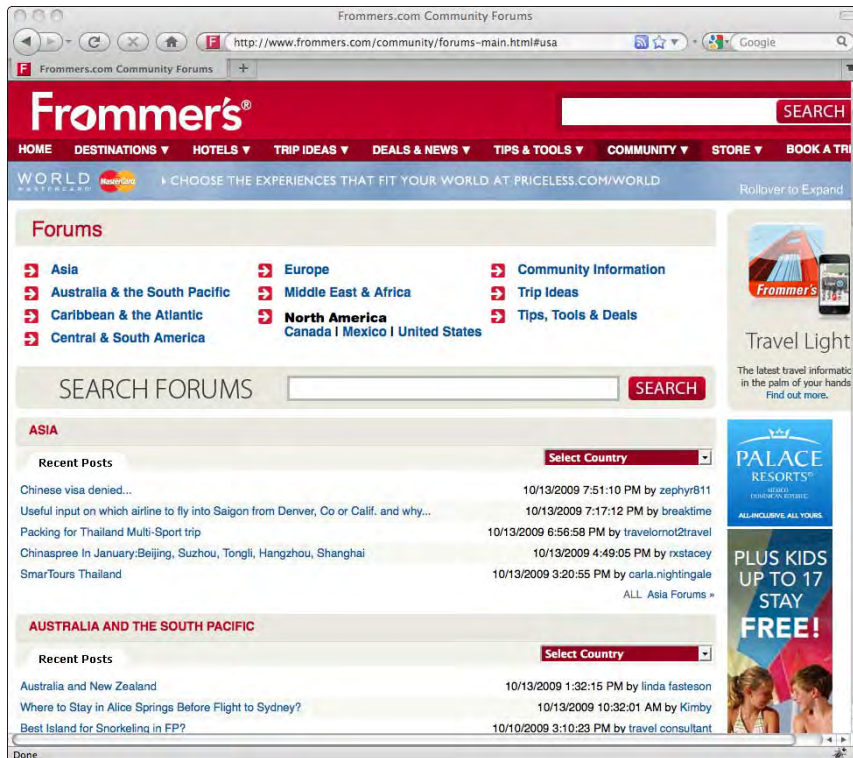 Frommers.com Community Forums
http://www.frommers.com/community/forums-main.html#usa
Google
Frommers.com Community Forums +
Frommer's®
SEARCH
HOME DESTINATIONS ▼ HOTELS ▼ TRIP IDEAS ▼ DEALS & NEWS ▼ TIPS & TOOLS ▼ COMMUNITY ▼ STORE ▼ BOOK A TRI
WORLD MasterCard CHOOSE THE EXPERIENCES THAT FIT YOUR WORLD AT PRICELESS.COM/WORLD
MASTERCARD
Rollover to Expand
Forums
Asia
Australia & the South Pacific
Caribbean & the Atlantic
Central & South America
Europe
Middle East & Africa
North America
Canada | Mexico | United States
Community Information
Trip Ideas
Tips, Tools & Deals
Frommer's
Travel Light
The latest travel informatic
in the palm of your hands
Find out more.
SEARCH FORUMS SEARCH
ASIA
Recent Posts Select Country
Chinese visa denied... 10/13/2009 7:51:10 PM by zephyr811
Useful input on which airline to fly into Saigon from Denver, Co or Calif. and why... 10/13/2009 7:17:12 PM by breaktime
Packing for Thailand Multi-Sport trip 10/13/2009 6:56:58 PM by travelornot2travel
Chinaspree In January:Beijing, Suzhou, Tongli, Hangzhou, Shanghai 10/13/2009 4:49:05 PM by rxstacey
SmarTours Thailand 10/13/2009 3:20:55 PM by carla.nightingale
ALL Asia Forums »
AUSTRALIA AND THE SOUTH PACIFIC
Recent Posts Select Country
Australia and New Zealand 10/13/2009 1:32:15 PM by linda fasteson
Where to Stay in Alice Springs Before Flight to Sydney? 10/13/2009 10:32:01 AM by Kimby
Best Island for Snorkeling in FP? 10/10/2009 3:10:23 PM by travel consultant
PALACE
RESORTS®
MEXICO
DOMINICAN REPUBLIC
ALL-INCLUSIVE. ALL YOURS.
PLUS KIDS
UP TO 17
STAY
FREE!
Done